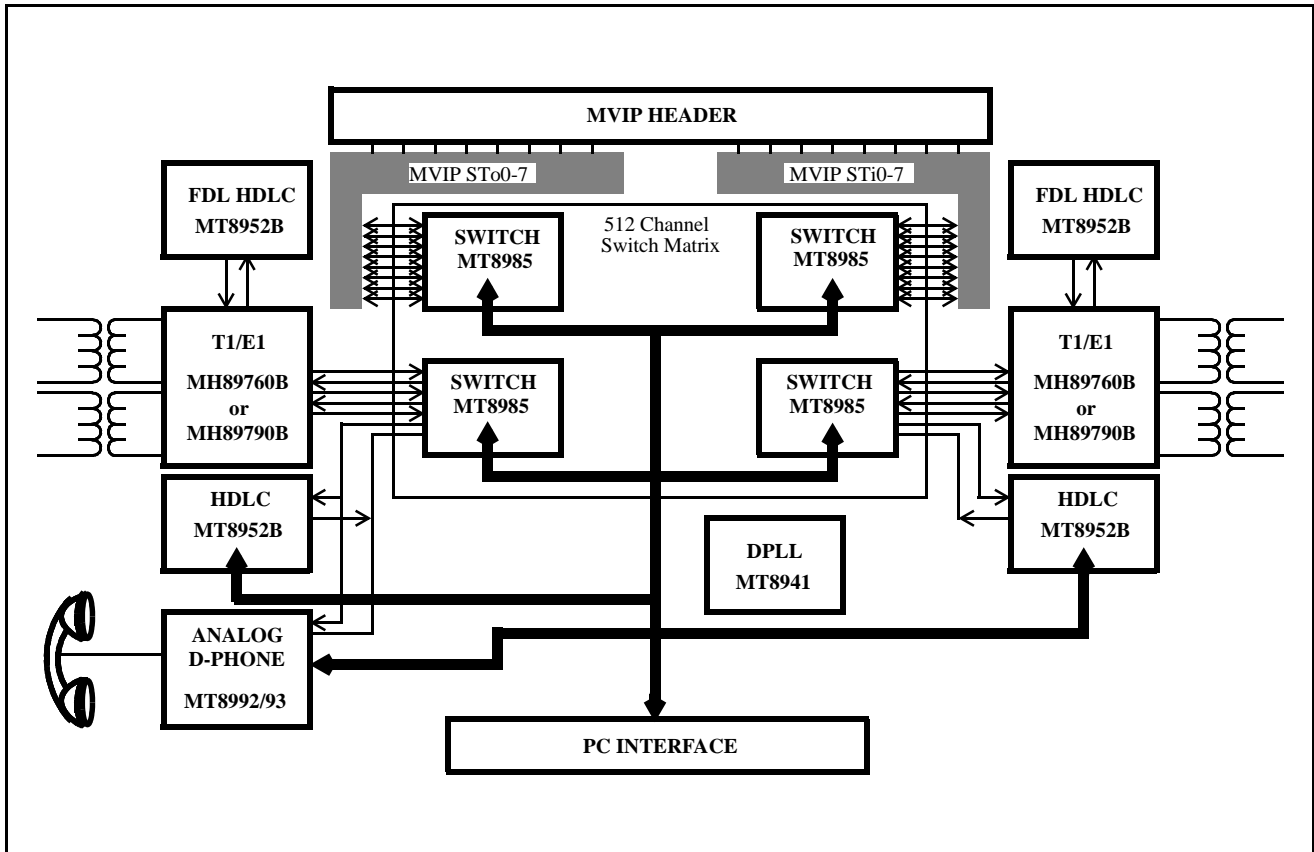 MVIP HEADER
MVIP STo0-7
MVIP STi0-7
FDL HDLC
MT8952B
512 Channel
Switch Matrix
SWITCH
MT8985
SWITCH
MT8985
FDL HDLC
MT8952B
T1/E1
MH89760B
or
MH89790B
SWITCH
MT8985
SWITCH
MT8985
T1/E1
MH89760B
or
MH89790B
HDLC
MT8952B
DPLL
MT8941
HDLC
MT8952B
ANALOG
D-PHONE
MT8992/93
PC INTERFACE